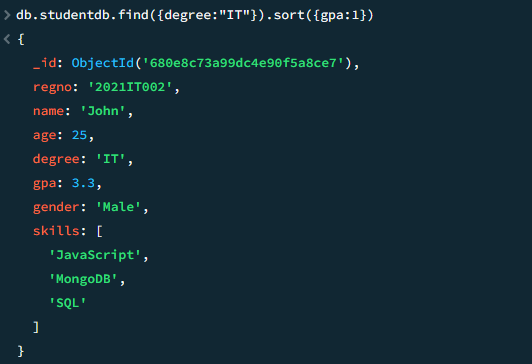 > db.studentdb.find({degree:"IT"}).sort({gpa:1})
< {
_id: ObjectId('680e8c73a99dc4e90f5a8ce7'),
regno: '2021IT002',
name: 'John',
age: 25,
degree: 'IT',
gpa: 3.3,
gender: 'Male',
skills: [
'JavaScript',
'MongoDB',
'SQL'
]
}